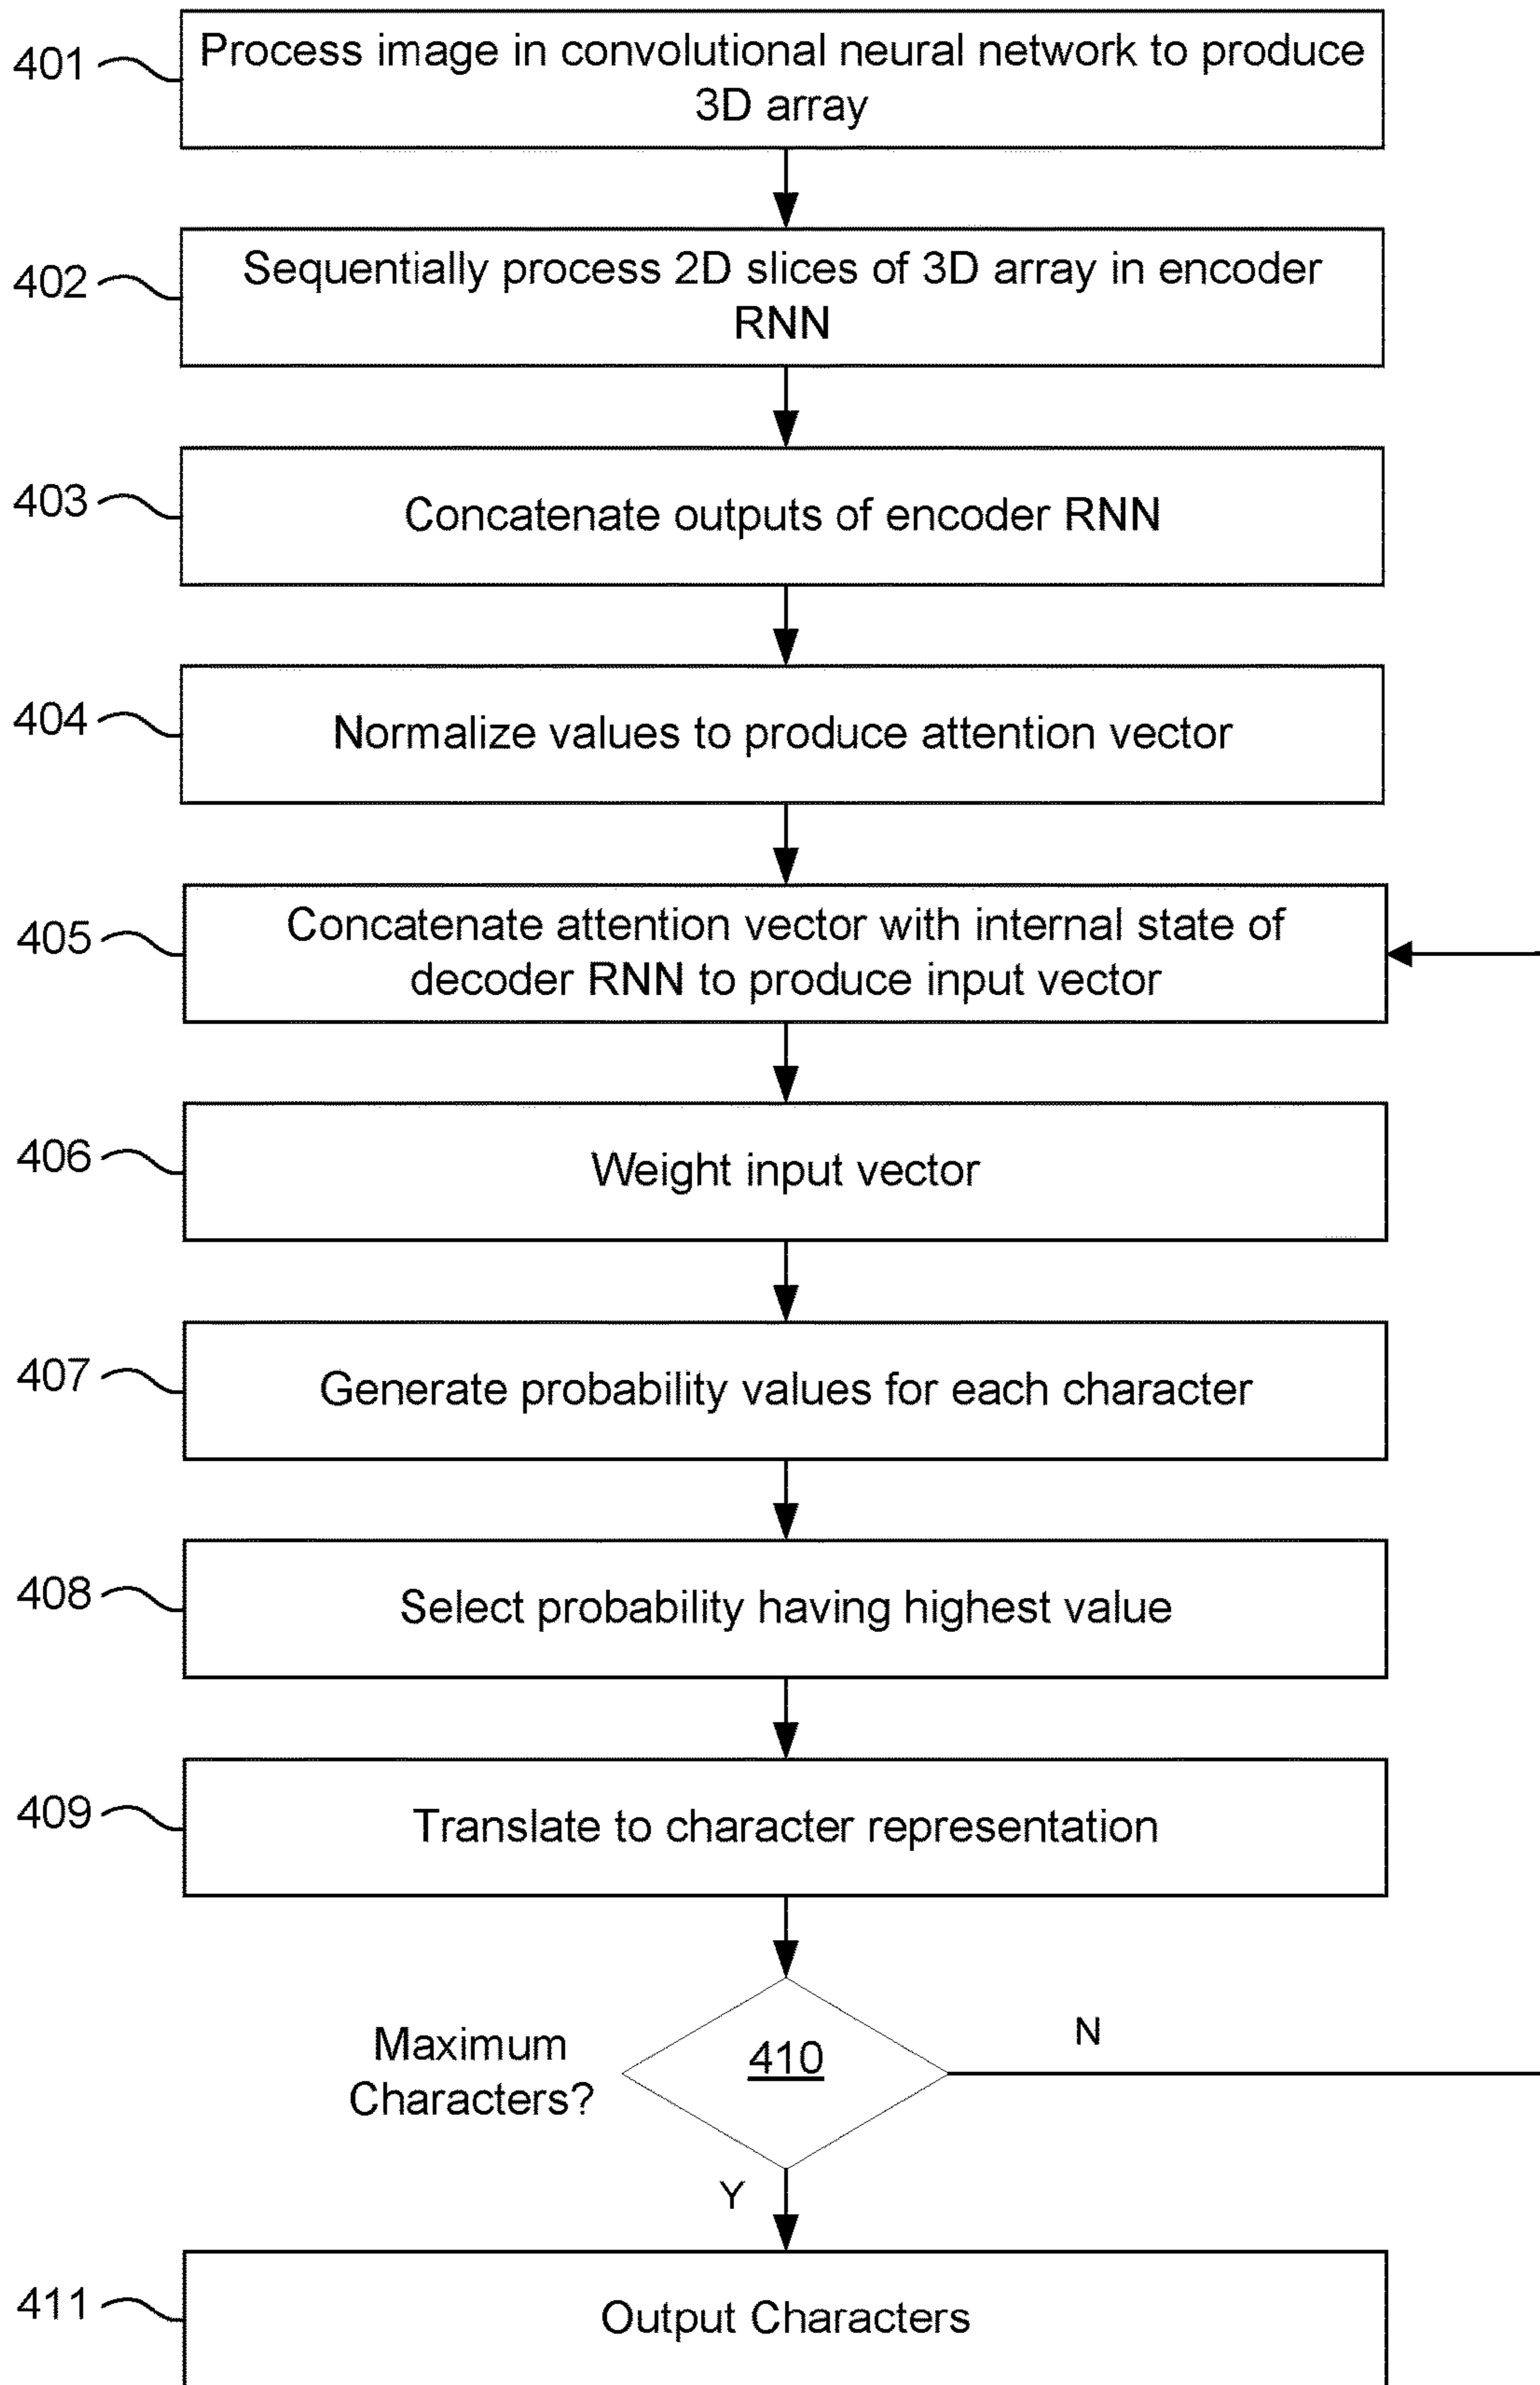 401
Process image in convolutional neural network to produce
3D array
402
Sequentially process 2D slices of 3D array in encoder
RNN
403
Concatenate outputs of encoder RNN
404
Normalize values to produce attention vector
405
Concatenate attention vector with internal state of
decoder RNN to produce input vector
406
Weight input vector
407
Generate probability values for each character
408
Select probability having highest value
409
Translate to character representation
Maximum
Characters?
410
N
Y
411
Output Characters